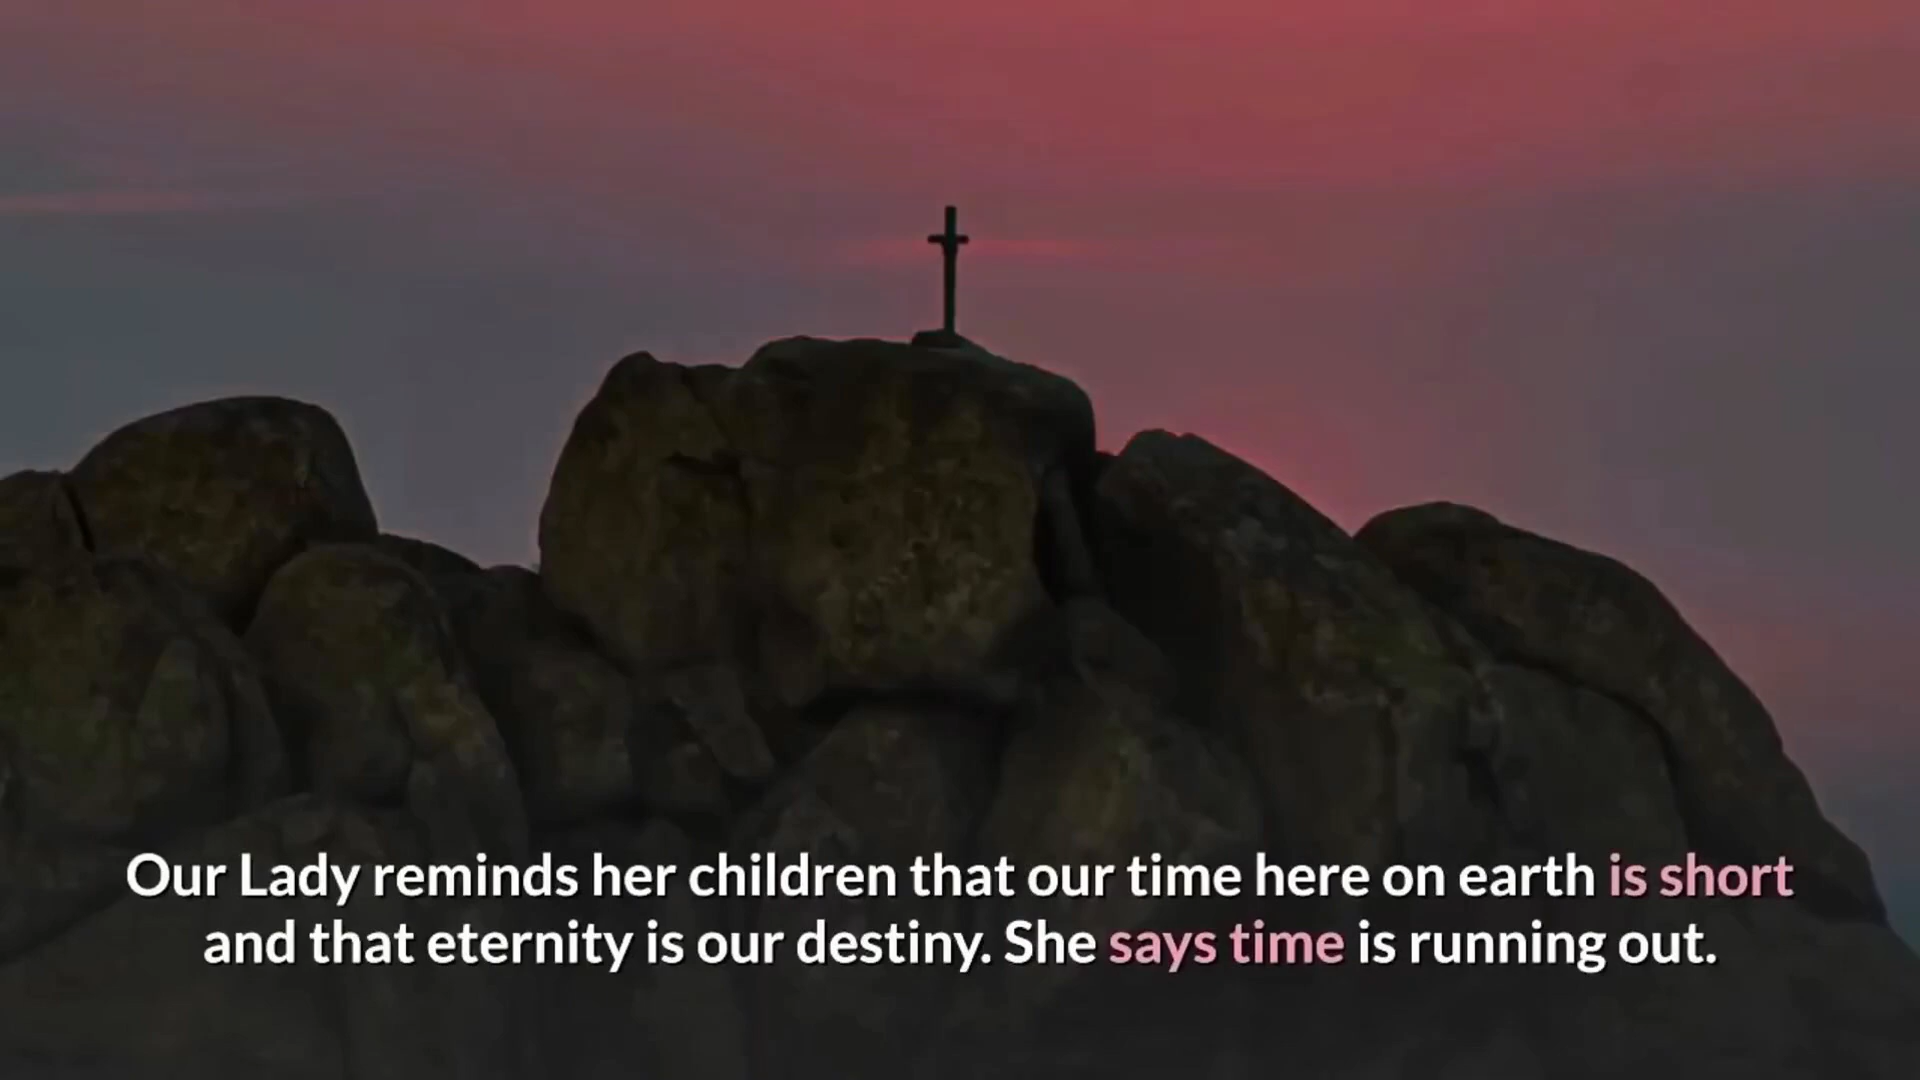 Our Lady reminds her children that our time here on earth is short
and that eternity is our destiny. She says time is running out.